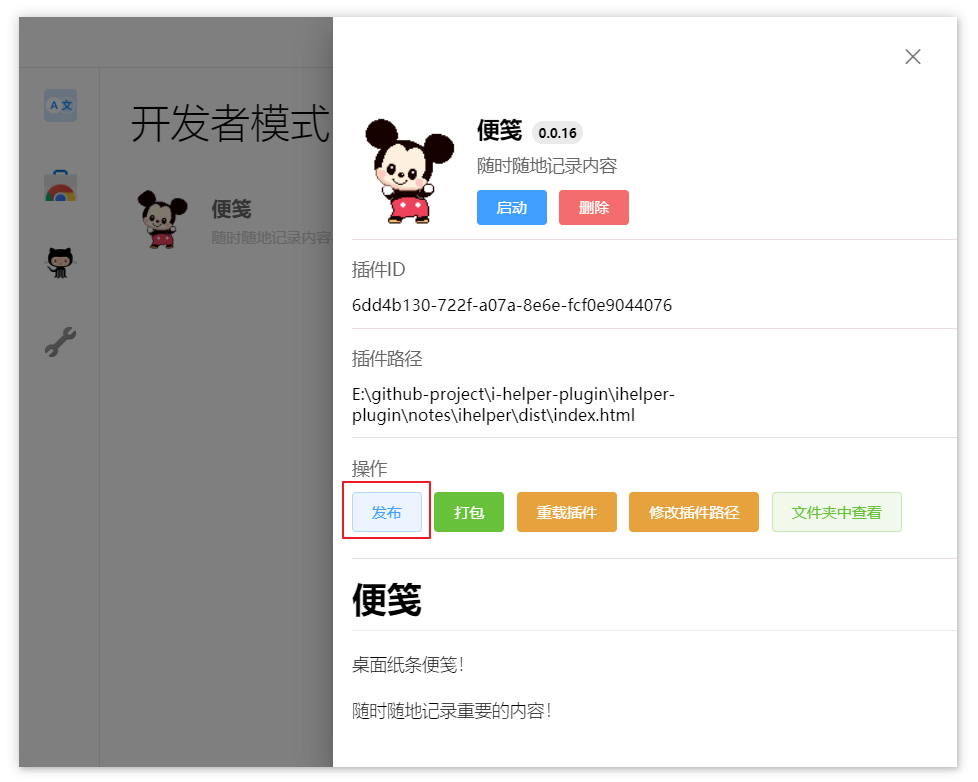 A 文
开发者模式
便笺
随时随地记录内容
便笺 0.0.16
随时随地记录内容
启动 删除
插件ID
6dd4b130-722f-a07a-8e6e-fcf0e9044076
插件路径
E:\github-project\i-helper-plugin\ihelper-
plugin\notes\ihelper\dist\index.html
操作
发布 打包 重载插件 修改插件路径 文件夹中查看
便笺
桌面纸条便笺！
随时随地记录重要的内容！